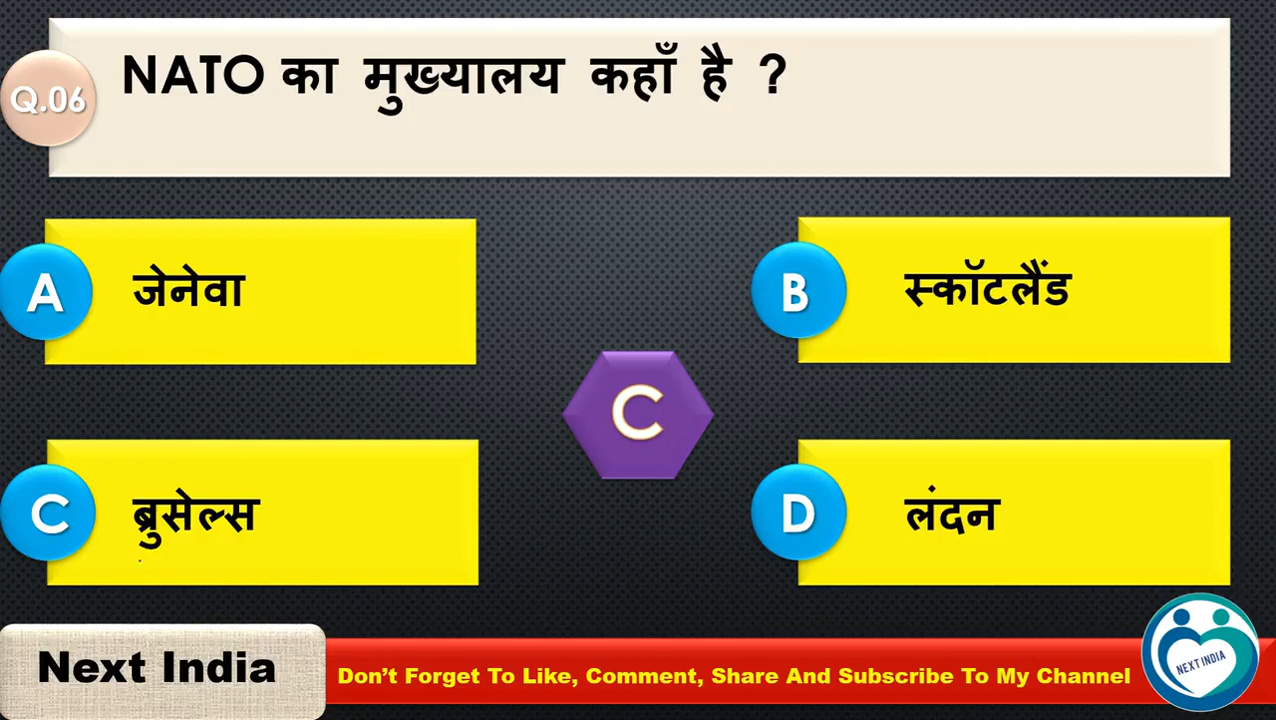 Q.06
NATO का मुख्यालय कहाँ है ?
A
जेनेवा
B
स्कॉटलैंड
C
C
ब्रुसेल्स
D
लंदन
Next India
Don't Forget To Like, Comment, Share And Subscribe To My Channel
NEXT INDIA